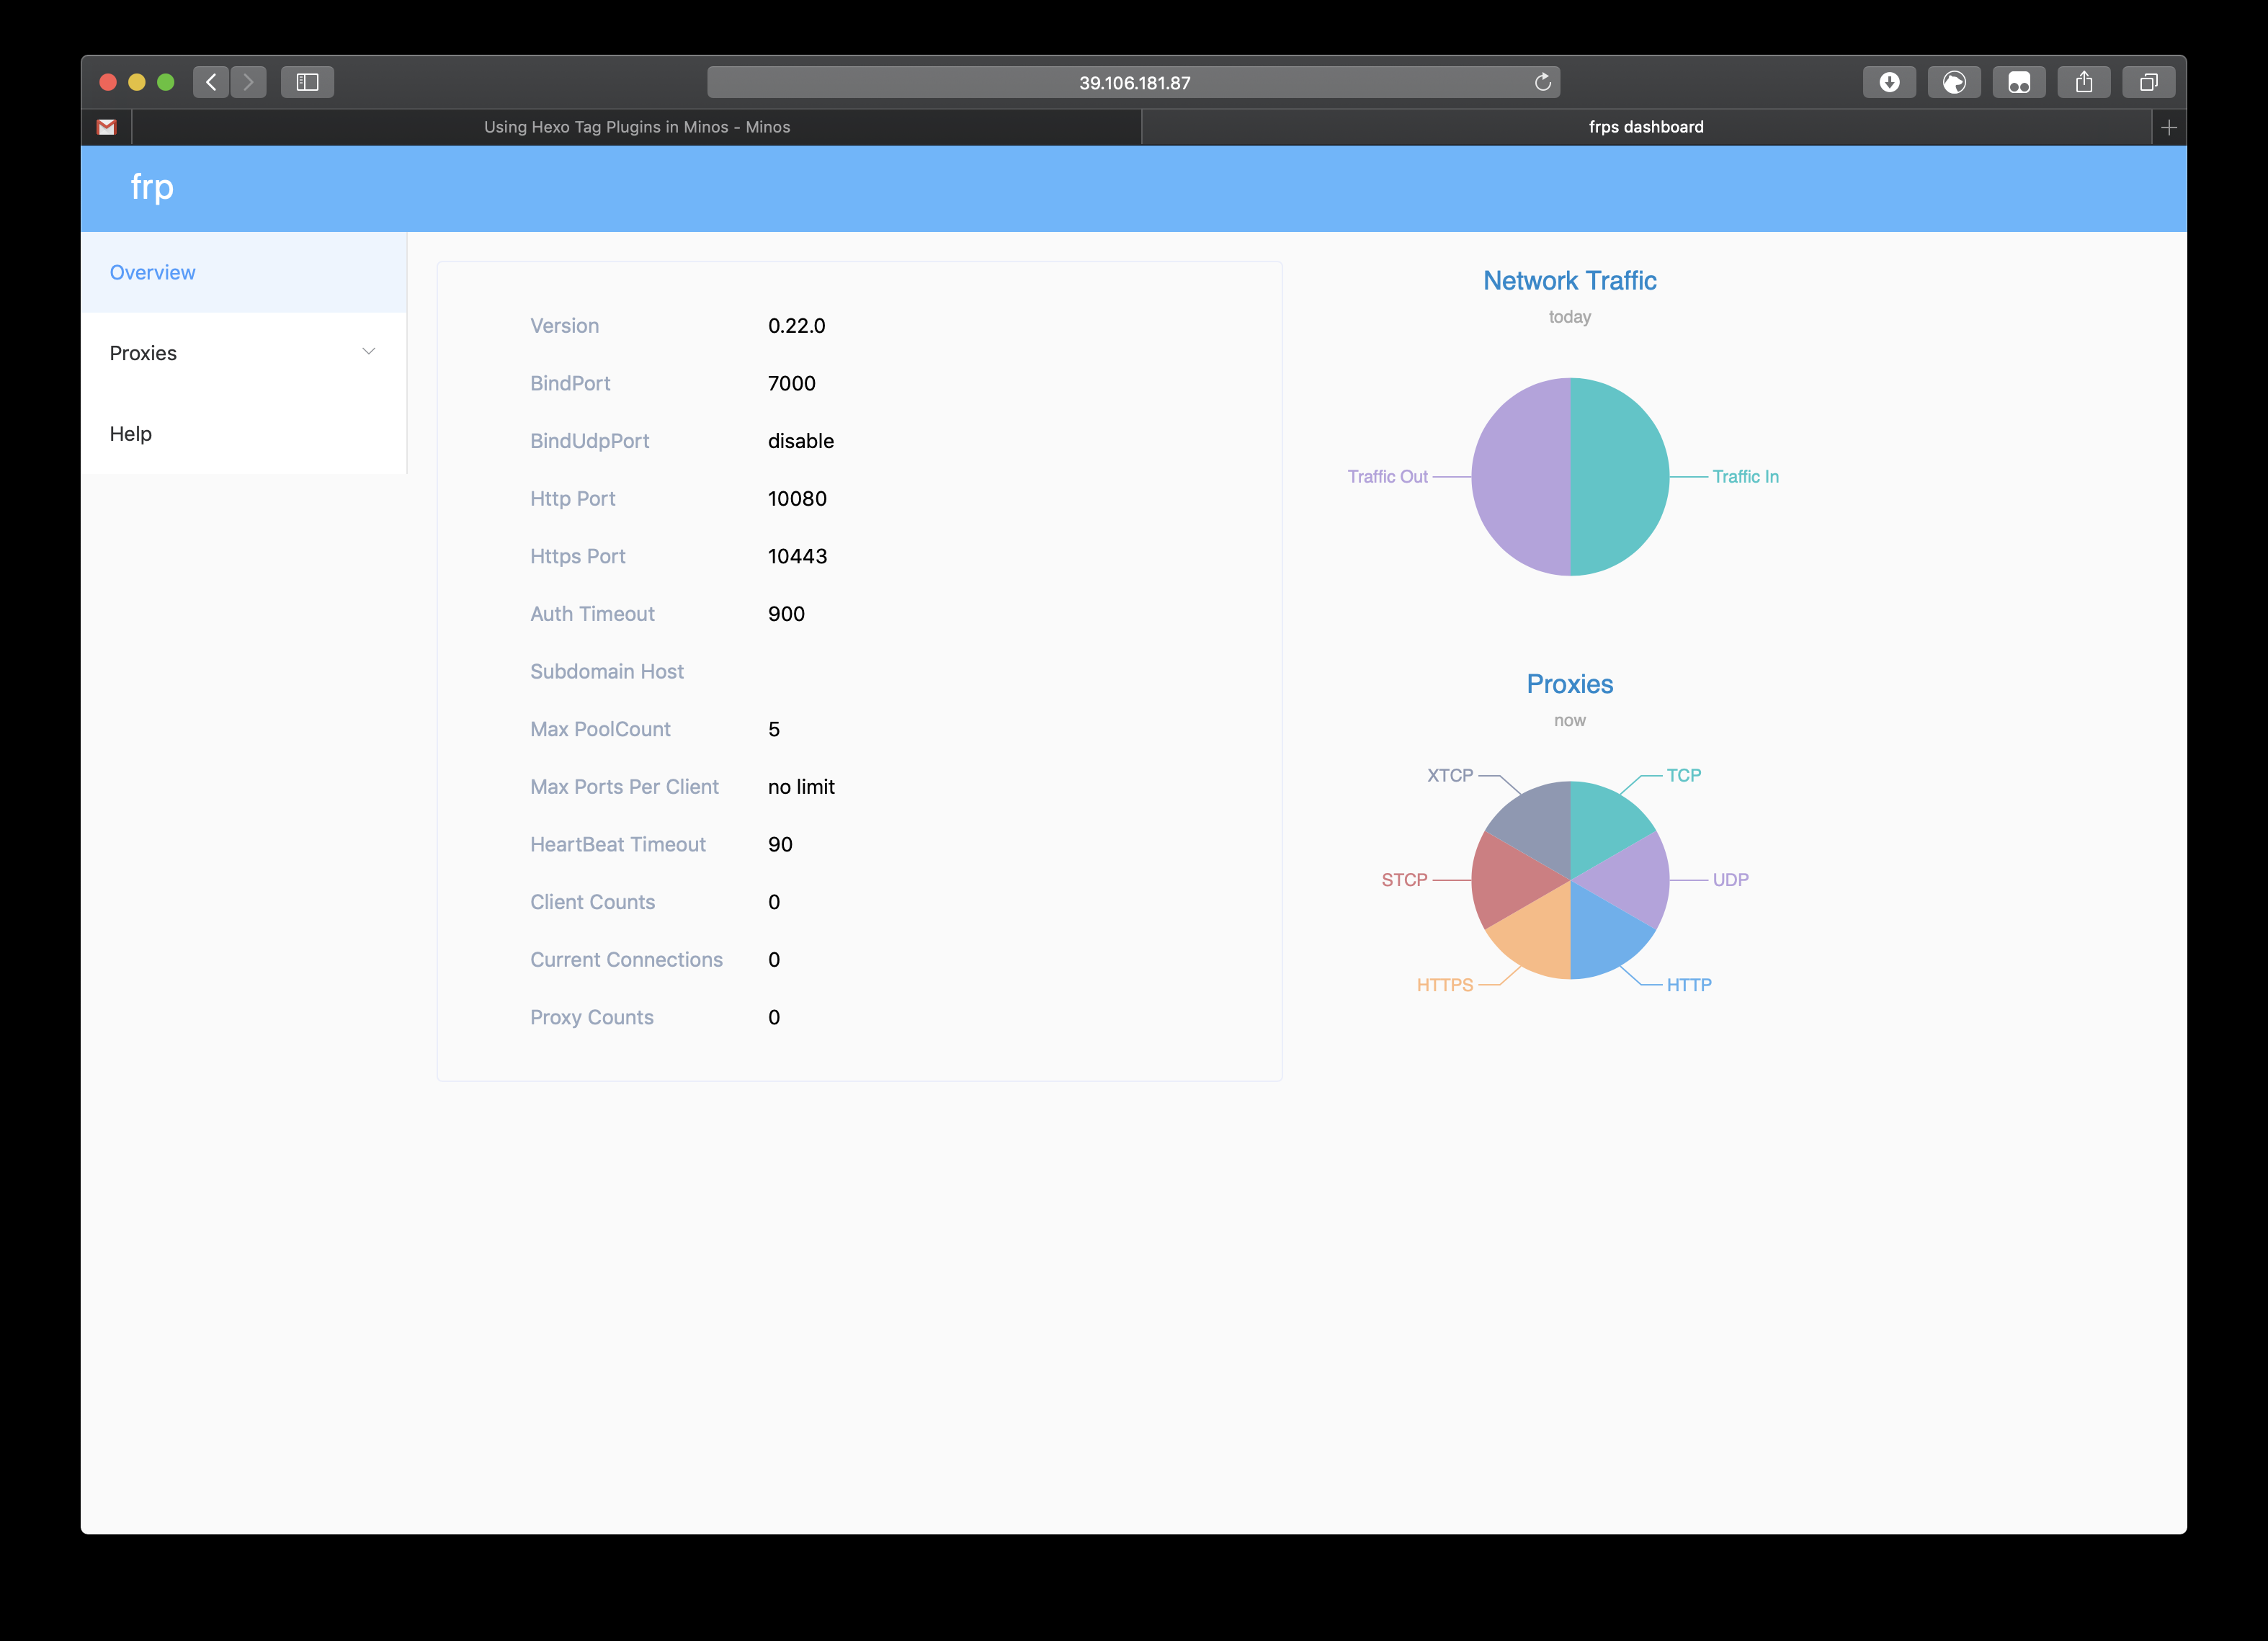 39.106.181.87
Using Hexo Tag Plugins in Minos - Minos
frps dashboard
frp
Overview
Proxies
Help
Version 0.22.0
BindPort 7000
BindUdpPort disable
Http Port 10080
Https Port 10443
Auth Timeout 900
Subdomain Host
Max PoolCount 5
Max Ports Per Client no limit
HeartBeat Timeout 90
Client Counts 0
Current Connections 0
Proxy Counts 0
Network Traffic
today
Traffic Out
Traffic In
Proxies
now
XTCP
TCP
STCP
UDP
HTTPS
HTTP